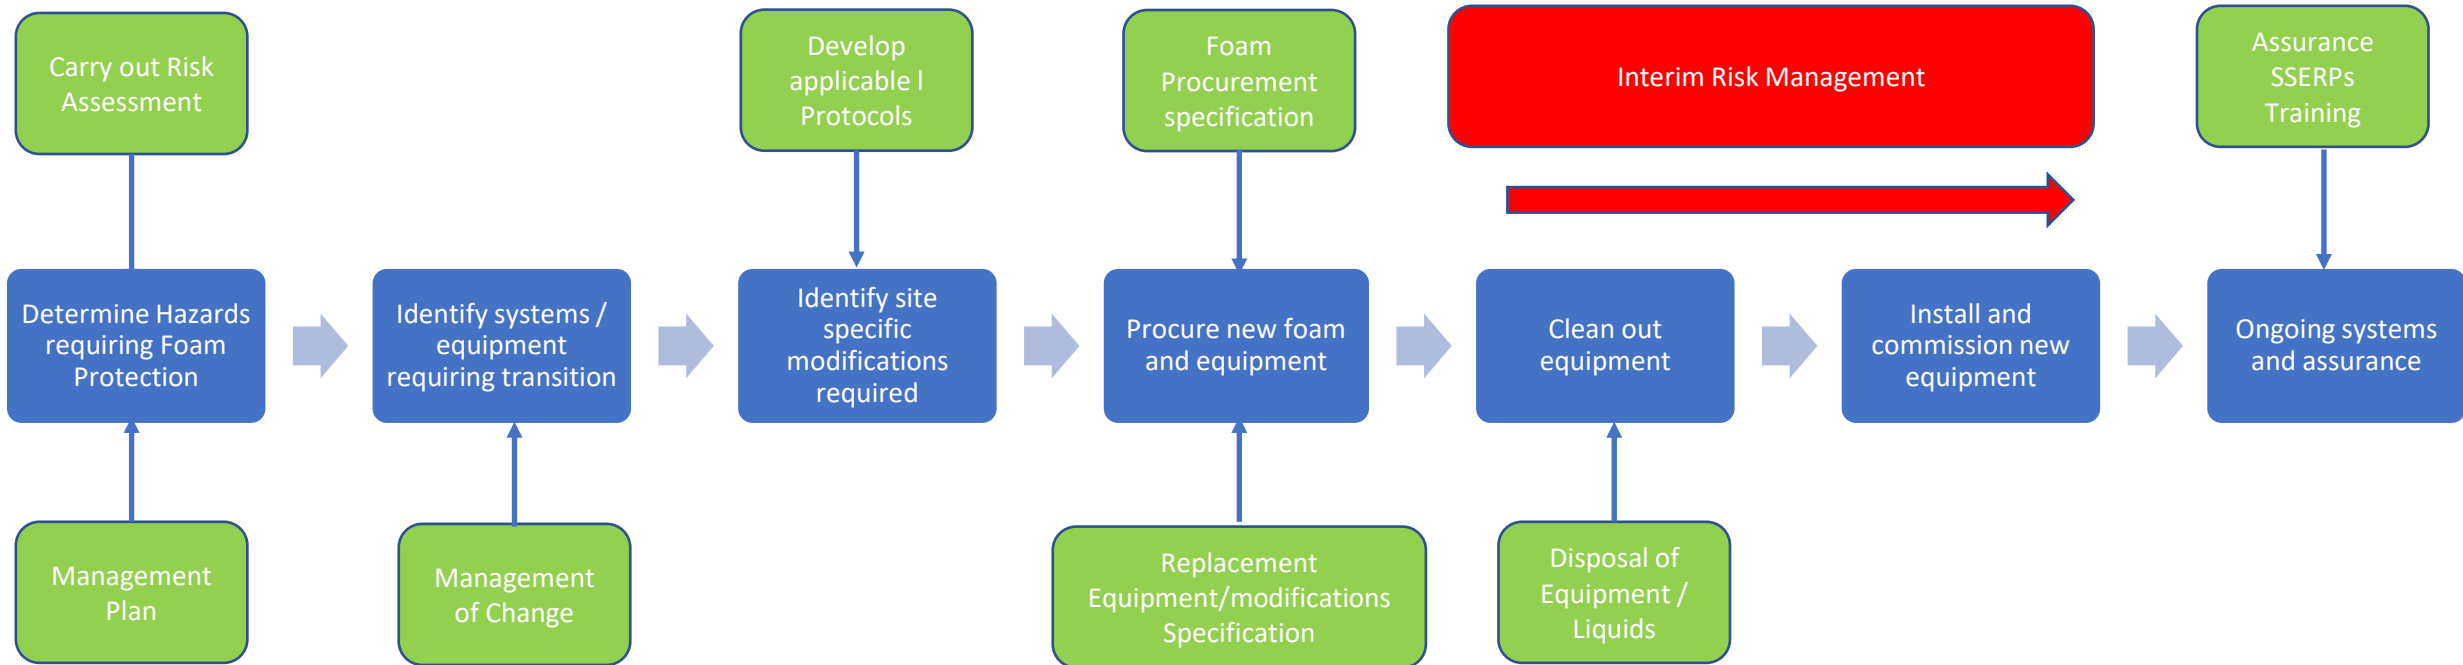 Carry out Risk
Assessment
Develop
applicable l
Protocols
Foam
Procurement
specification
Interim Risk Management
Assurance
SSERPs
Training
Determine Hazards
requiring Foam
Protection
Identify systems /
equipment
requiring transition
Identify site
specific
modifications
required
Procure new foam
and equipment
Clean out
equipment
Install and
commission new
equipment
Ongoing systems
and assurance
Management
Plan
Management
of Change
Replacement
Equipment/modifications
Specification
Disposal of
Equipment /
Liquids